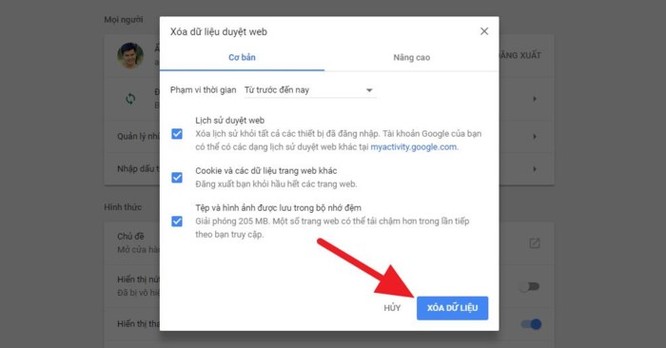 Mọi người
Xóa dữ liệu duyệt web
Cơ bản
Nâng cao
ĐĂNG XUẤT
Phạm vi thời gian
Từ trước đến nay
Lịch sử duyệt web
Xóa lịch sử khỏi tất cả các thiết bị đã đăng nhập. Tài khoản Google của bạn
có thể có các dạng lịch sử duyệt web khác tại myactivity.google.com.
Quản lý
Cookie và các dữ liệu trang web khác
Đăng xuất bạn khỏi hầu hết các trang web.
Nhập dấu
Tệp và hình ảnh được lưu trong bộ nhớ đệm
Giải phóng 205 MB. Một số trang web có thể tải chậm hơn trong lần tiếp
theo bạn truy cập.
Hình thức
Chủ đề
Mở cửa
Hiển thị
Đã bị vô
HỦY
XÓA DỮ LIỆU
Hiển thị